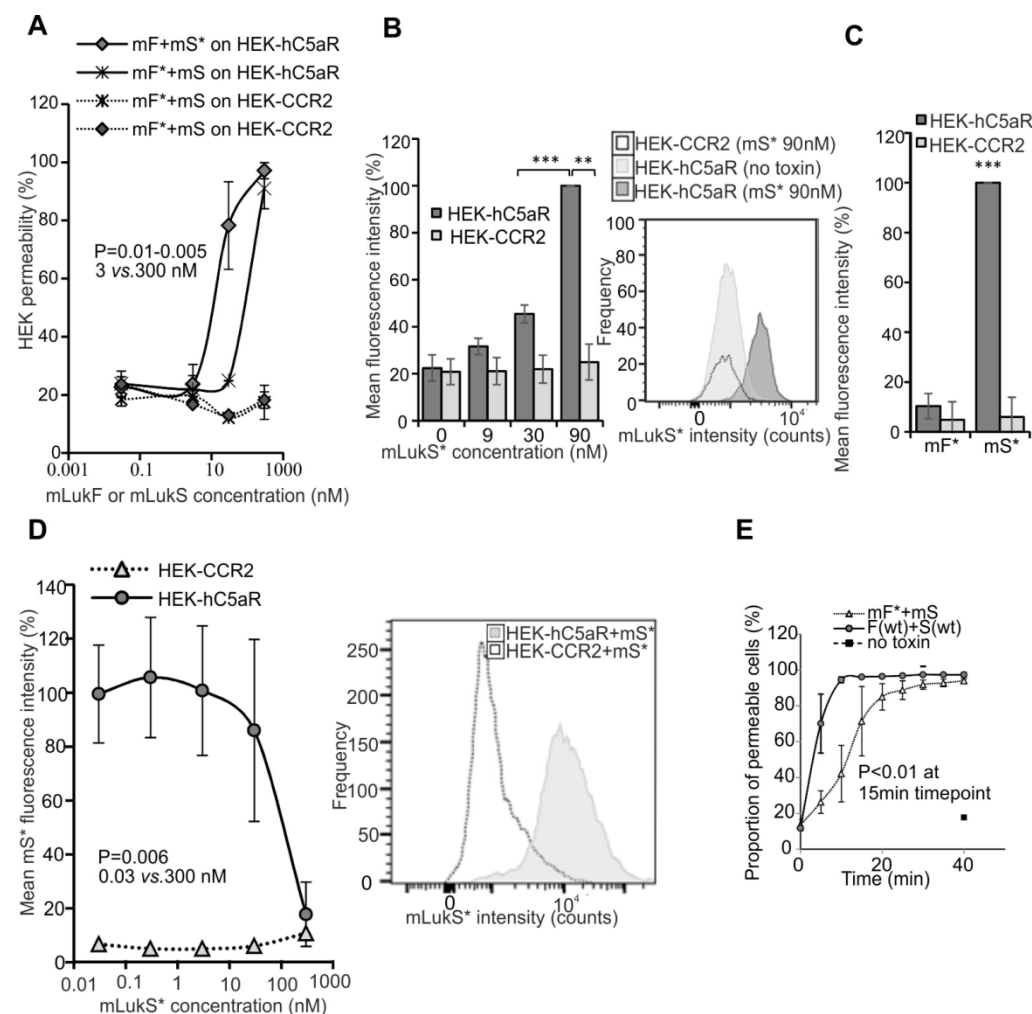 A
mF+mS* on HEK-hC5aR
mF*+mS on HEK-hC5aR
mF*+mS on HEK-CCR2
mF*+mS on HEK-CCR2
HEK permeability (%)
120
100
80
60
40
20
0
P=0.01-0.005
3 vs.300 nM
0.001 0.1 10 1000
mLukF or mLukS concentration (nM)
B
Mean fluorescence intensity (%)
120
100
80
60
40
20
0
*** **
HEK-hC5aR
HEK-CCR2
0 9 30 90
mLukS* concentration (nM)
HEK-CCR2 (mS* 90nM)
HEK-hC5aR (no toxin)
HEK-hC5aR (mS* 90nM)
Frequency
100
80
60
40
20
0
0 10⁴
mLukS* intensity (counts)
C
HEK-hC5aR
HEK-CCR2
***
Mean fluorescence intensity (%)
120
100
80
60
40
20
0
mF* mS*
D
HEK-CCR2
HEK-hC5aR
Mean mS* fluorescence intensity (%)
140
120
100
80
60
40
20
0
P=0.006
0.03 vs.300 nM
0.01 0.1 1 10 100 1000
mLukS* concentration (nM)
HEK-hC5aR+mS*
HEK-CCR2+mS*
Frequency
250
200
150
100
50
0
0 10⁴
mLukS* intensity (counts)
E
mF*+mS
F(wt)+S(wt)
no toxin
Proportion of permeable cells (%)
120
100
80
60
40
20
0
P<0.01 at
15min timepoint
0 20 40
Time (min)